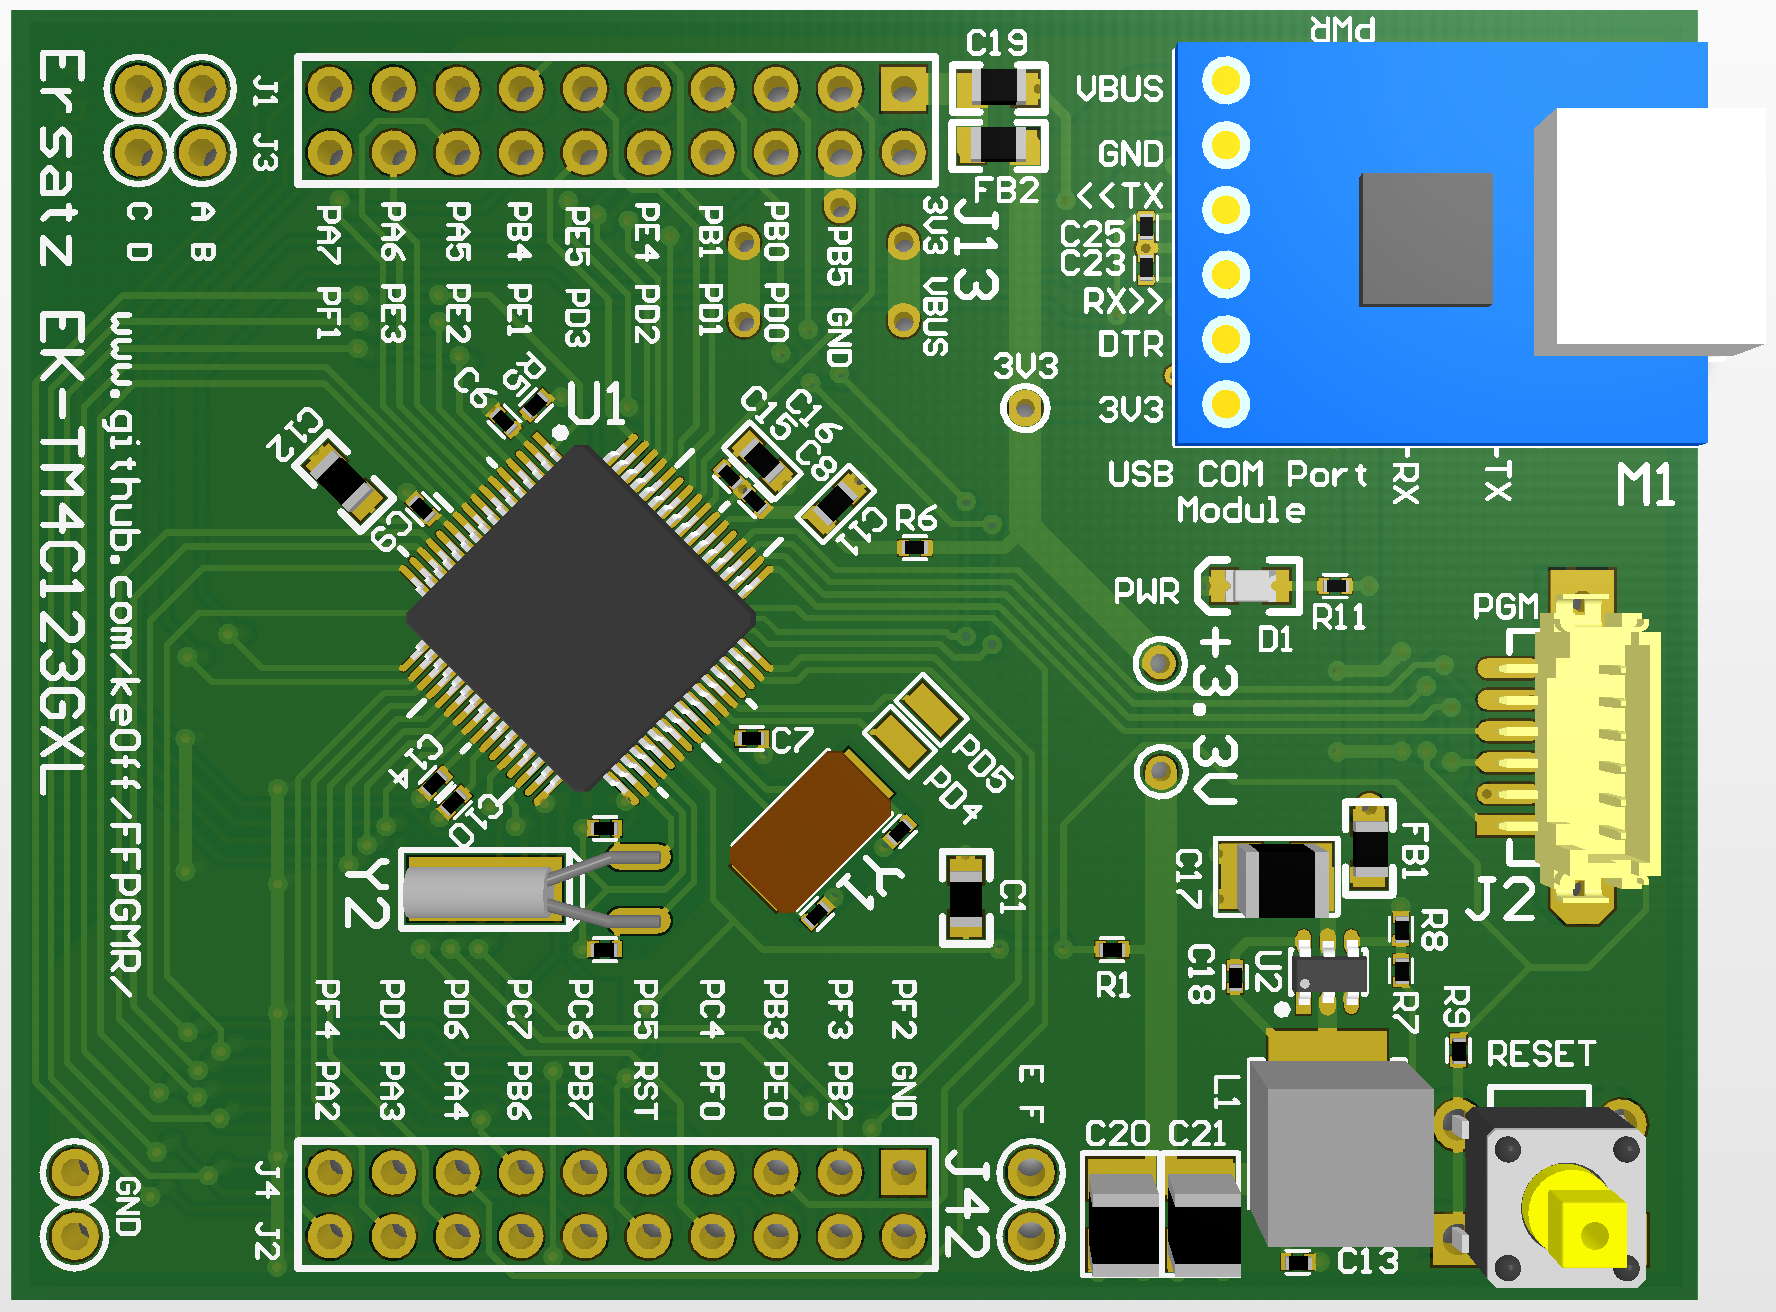 Ersatz EK-TM4C123GXL
www.github.com/keOff/FFPGMR/
J1
J3
C D
A B
PA7 PA6 PA5 PB4 PE5 PE4 PB1 PB0 PB5 3V3
PF1 PE3 PE2 PE1 PD3 PD2 PD1 PD0 GND VBUS
J13
C19
FB2
PWR
VBUS
GND
<<TX
C25
C23
RX>>
DTR
3V3
3V3
USB COM Port
Module
RX
TX
M1
C6
R5
U1
C12
C9
C15
C16
C8
C11
R6
PWR
D1
R11
PGM
+3.3V
C7
PD5
PD4
C14
C10
Y2
Y1
C1
C17
FB1
J2
R1
C18
U2
R8
R7
R9
RESET
PF4 PD7 PD6 PC7 PC6 PC5 PC4 PB3 PF3 PF2
PA2 PA3 PA4 PB6 PB7 RST PF0 PE0 PB2 GND
E F
L1
C20
C21
GND
J4
J2
J42
C13